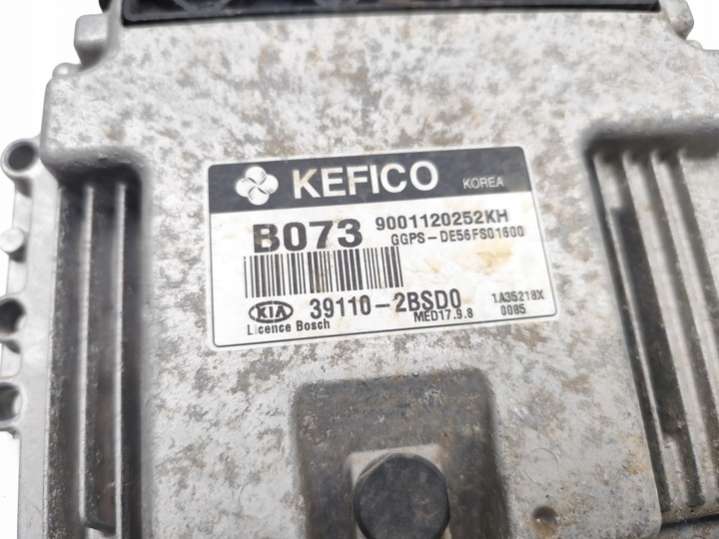 KEFICO KOREA
B073 9001120252KH
GGPS-DE56FS01600
KIA 39110-2BSD0 1A35218X
Licence Bosch MED17.9.8 0085